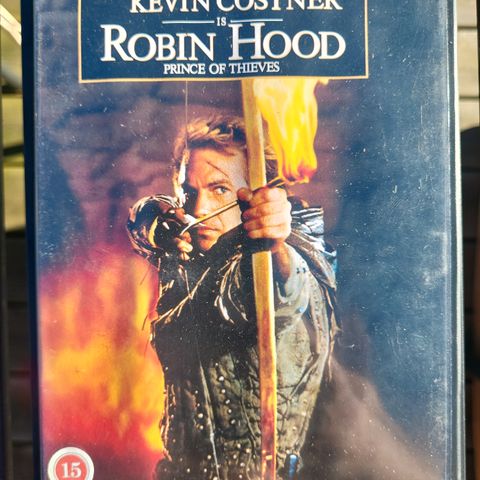 KEVIN COSTNER
IS
ROBIN HOOD
PRINCE OF THIEVES
15